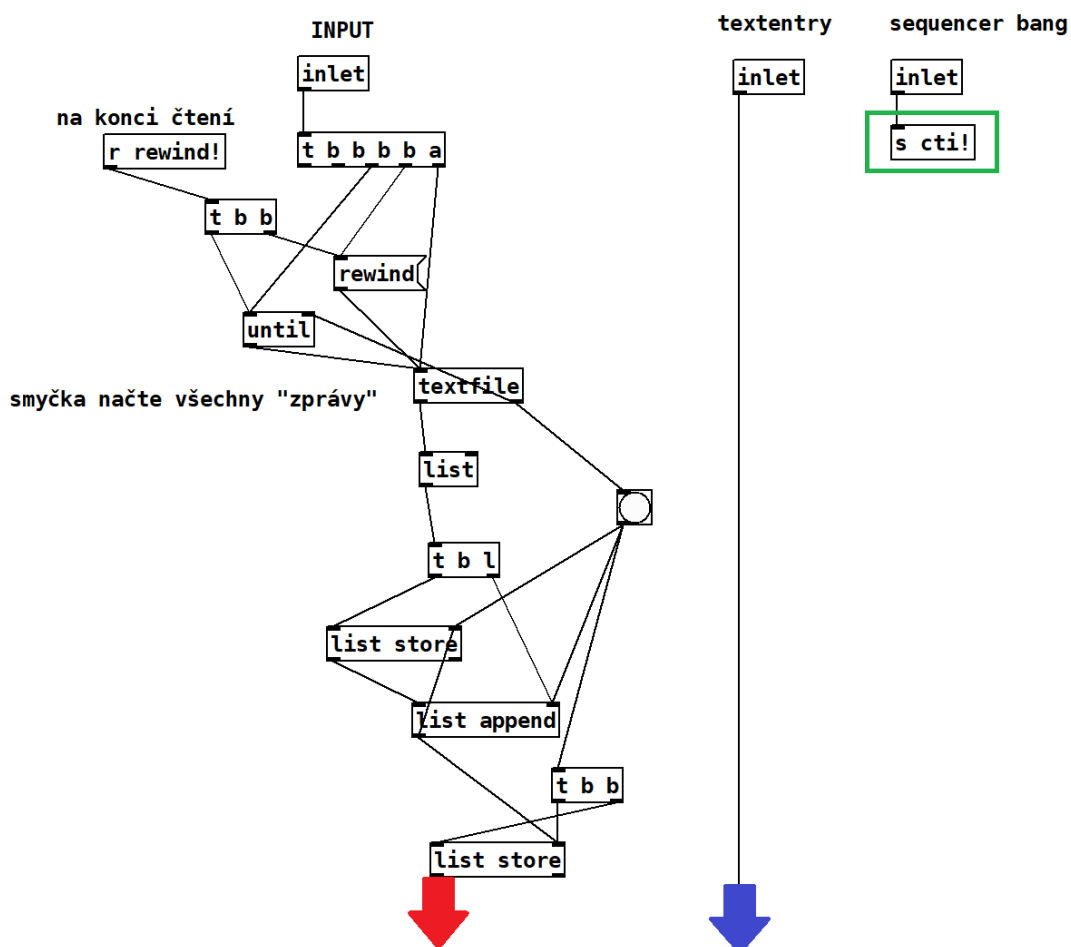 INPUT
textentry
sequencer bang
inlet
inlet
inlet
na konci čtení
r rewind!
t b b b b a
s cti!
t b b
rewind
until
textfile
smyčka načte všechny "zprávy"
list
t b l
list store
list append
t b b
list store